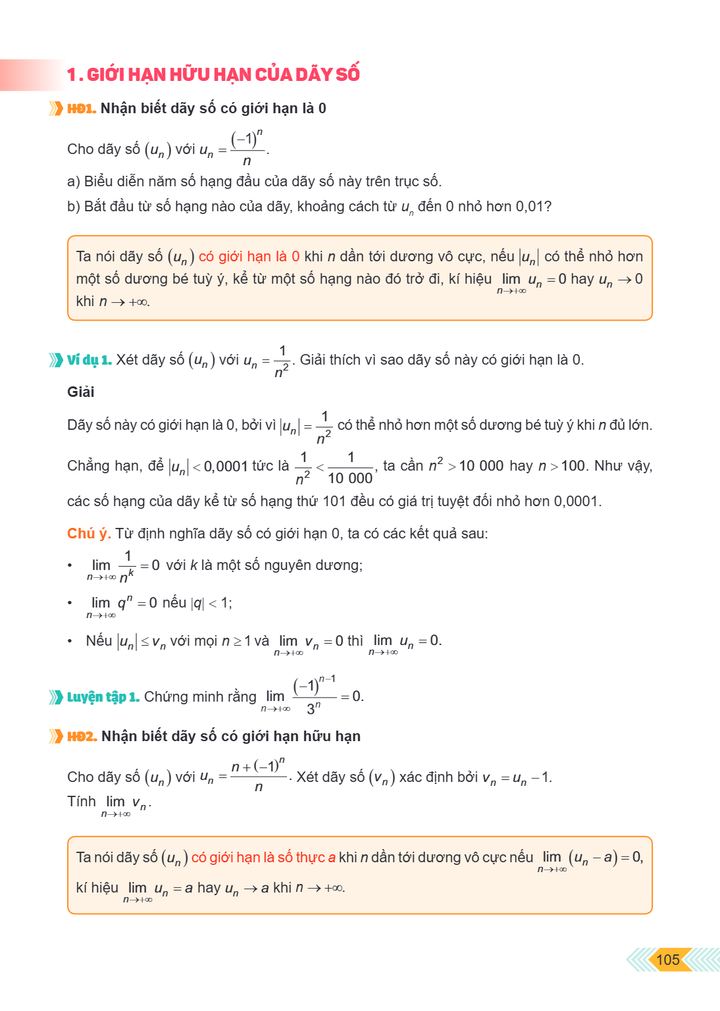 1. GIỚI HẠN HỮU HẠN CỦA DÃY SỐ
HĐ1. Nhận biết dãy số có giới hạn là 0
Cho dãy số (uₙ) với uₙ = (−1)ⁿ/n.
a) Biểu diễn năm số hạng đầu của dãy số này trên trục số.
b) Bắt đầu từ số hạng nào của dãy, khoảng cách từ uₙ đến 0 nhỏ hơn 0,01?
Ta nói dãy số (uₙ) có giới hạn là 0 khi n dần tới dương vô cực, nếu |uₙ| có thể nhỏ hơn
một số dương bé tuỳ ý, kể từ một số hạng nào đó trở đi, kí hiệu lim_{n→+∞} uₙ = 0 hay uₙ → 0
khi n → +∞.
Ví dụ 1. Xét dãy số (uₙ) với uₙ = 1/n². Giải thích vì sao dãy số này có giới hạn là 0.
Giải
Dãy số này có giới hạn là 0, bởi vì |uₙ| = 1/n² có thể nhỏ hơn một số dương bé tuỳ ý khi n đủ lớn.
Chẳng hạn, để |uₙ| < 0,0001 tức là 1/n² < 1/10 000, ta cần n² > 10 000 hay n > 100. Như vậy,
các số hạng của dãy kể từ số hạng thứ 101 đều có giá trị tuyệt đối nhỏ hơn 0,0001.
Chú ý. Từ định nghĩa dãy số có giới hạn 0, ta có các kết quả sau:
• lim_{n→+∞} 1/nᵏ = 0 với k là một số nguyên dương;
• lim_{n→+∞} qⁿ = 0 nếu |q| < 1;
• Nếu |uₙ| ≤ vₙ với mọi n ≥ 1 và lim_{n→+∞} vₙ = 0 thì lim_{n→+∞} uₙ = 0.
Luyện tập 1. Chứng minh rằng lim_{n→+∞} (−1)ⁿ⁻¹/3ⁿ = 0.
HĐ2. Nhận biết dãy số có giới hạn hữu hạn
Cho dãy số (uₙ) với uₙ = (n + (−1)ⁿ)/n. Xét dãy số (vₙ) xác định bởi vₙ = uₙ − 1.
Tính lim_{n→+∞} vₙ.
Ta nói dãy số (uₙ) có giới hạn là số thực a khi n dần tới dương vô cực nếu lim_{n→+∞} (uₙ − a) = 0,
kí hiệu lim_{n→+∞} uₙ = a hay uₙ → a khi n → +∞.
105